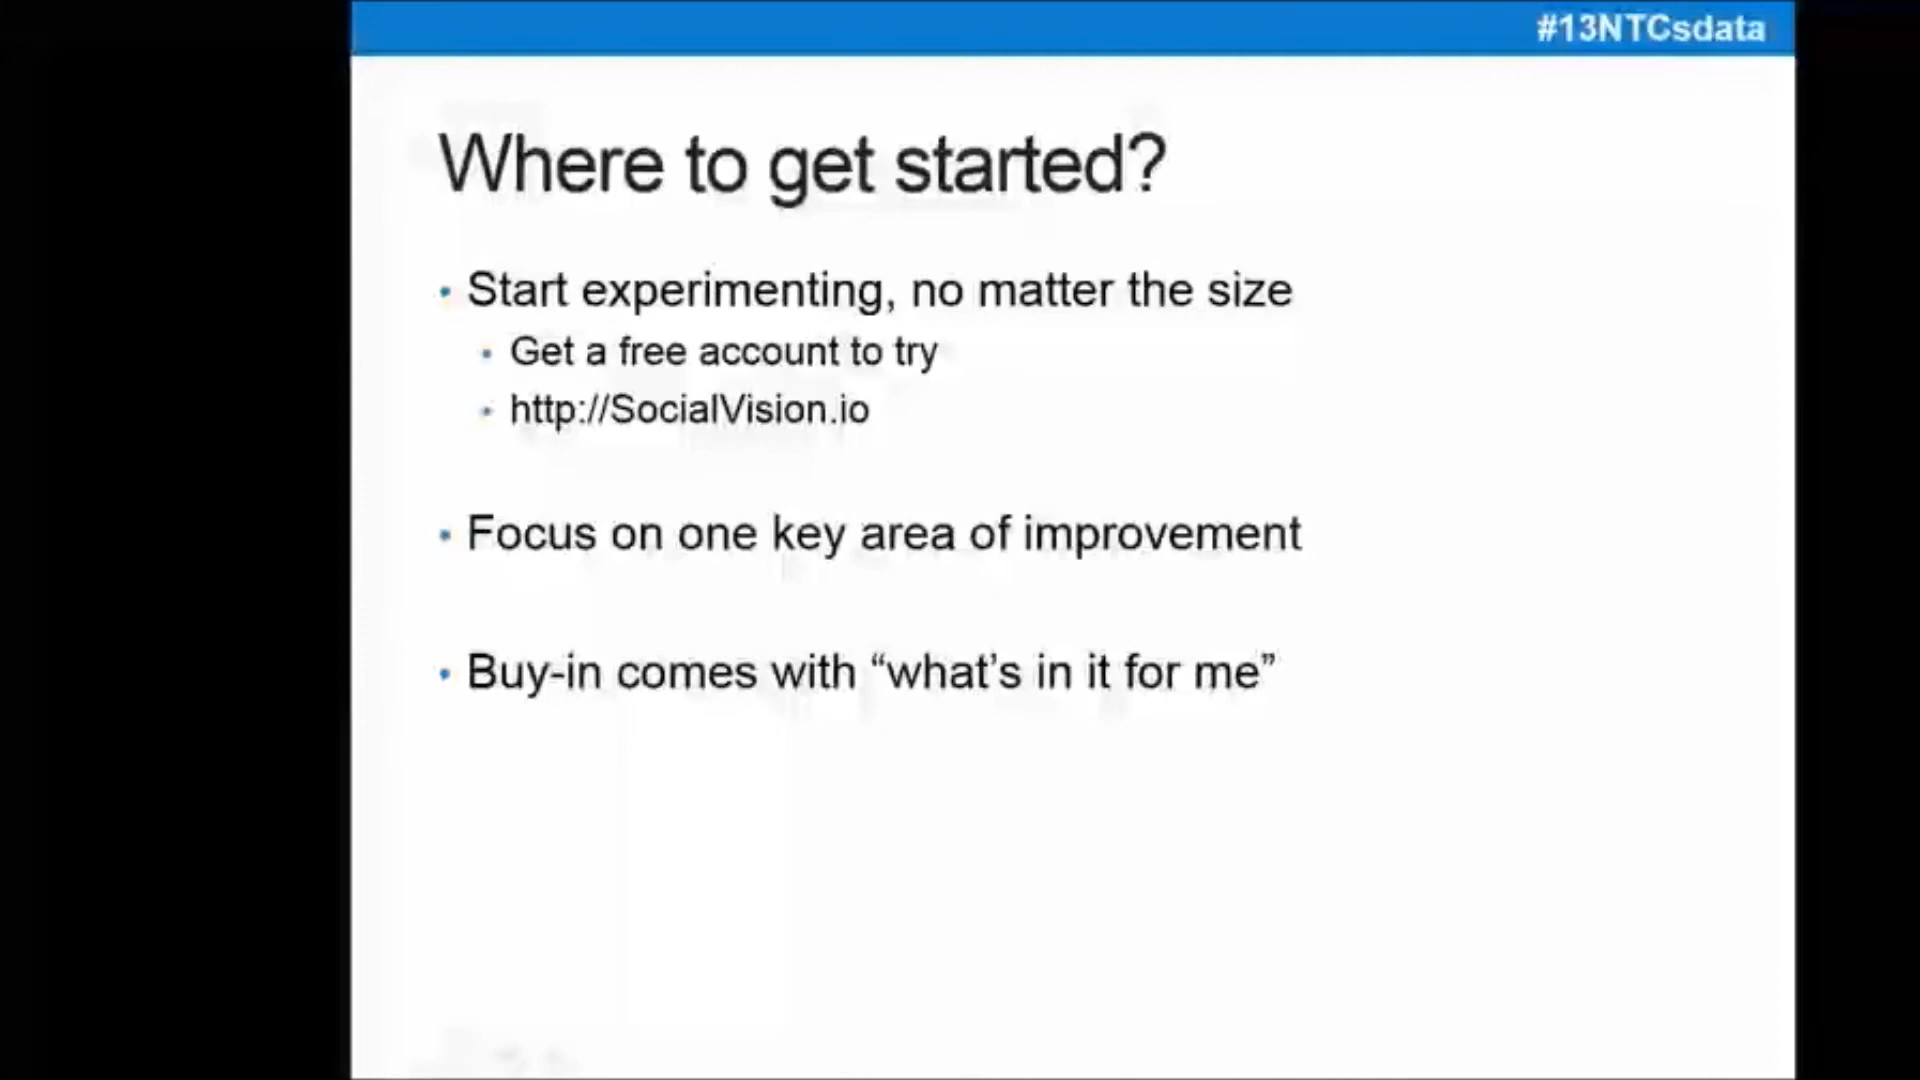 #13NTCsdata
Where to get started?
• Start experimenting, no matter the size
• Get a free account to try
• http://SocialVision.io
• Focus on one key area of improvement
• Buy-in comes with “what’s in it for me”